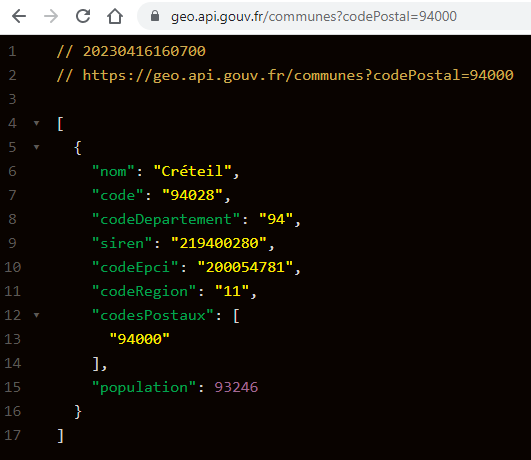 geo.api.gouv.fr/communes?codePostal=94000
1 // 20230416160700
2 // https://geo.api.gouv.fr/communes?codePostal=94000
3
4 [
5 {
6 "nom": "Créteil",
7 "code": "94028",
8 "codeDepartement": "94",
9 "siren": "219400280",
10 "codeEpci": "200054781",
11 "codeRegion": "11",
12 "codesPostaux": [
13 "94000"
14 ],
15 "population": 93246
16 }
17 ]